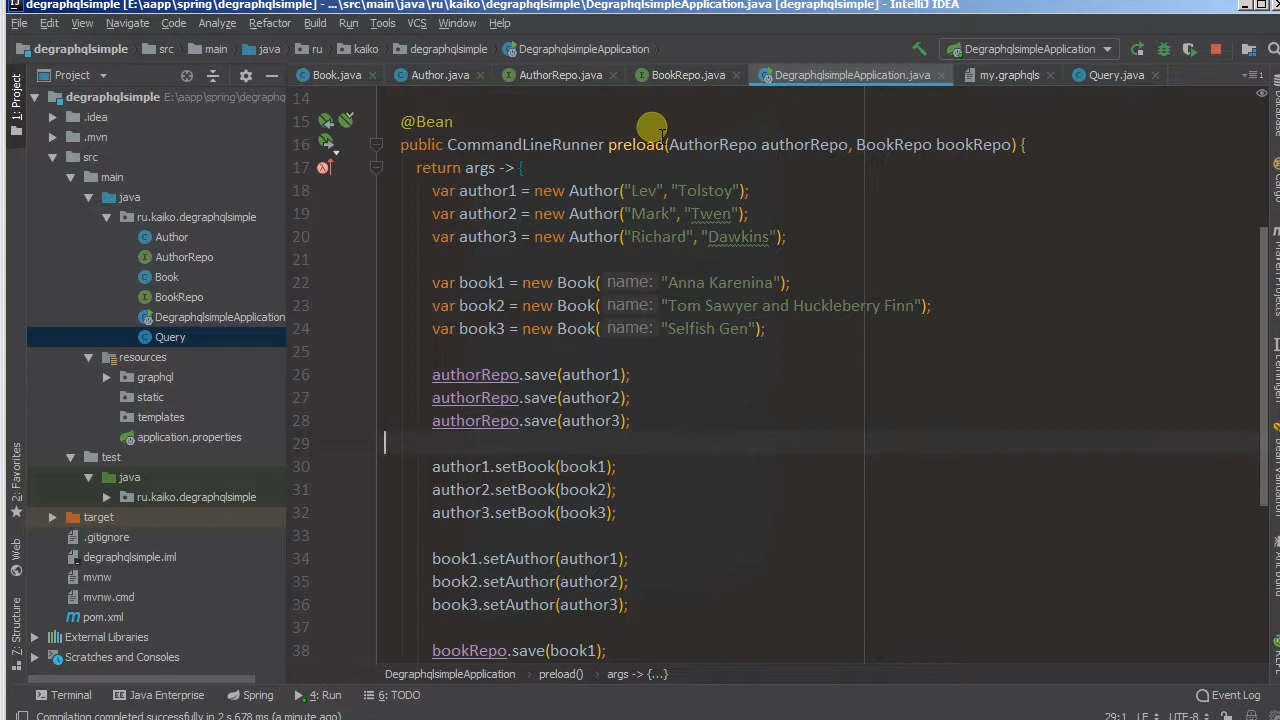 degraphqlsimple [E:\aapp\spring\degraphqlsimple] - ...\src\main\java\ru\kaiko\degraphqlsimple\DegraphqlsimpleApplication.java [degraphqlsimple] - IntelliJ IDEA
File Edit View Navigate Code Analyze Refactor Build Run Tools VCS Window Help
degraphqlsimple src main java ru kaiko degraphqlsimple DegraphqlsimpleApplication.java DegraphqlsimpleApplication
1: Project
Project
Book.java Author.java AuthorRepo.java BookRepo.java DegraphqlsimpleApplication.java my.graphqls Query.java
degraphqlsimple E:\aapp\spring\degraphq
.idea
.mvn
src
main
java
ru.kaiko.degraphqlsimple
Author
AuthorRepo
Book
BookRepo
DegraphqlsimpleApplication
Query
resources
graphql
static
templates
application.properties
test
java
ru.kaiko.degraphqlsimple
target
.gitignore
degraphqlsimple.iml
mvnw
mvnw.cmd
pom.xml
External Libraries
Scratches and Consoles
2: Favorites
Web
Z: Structure
14
15 @Bean
16 public CommandLineRunner preload(AuthorRepo authorRepo, BookRepo bookRepo) {
17 return args -> {
18 var author1 = new Author("Lev", "Tolstoy");
19 var author2 = new Author("Mark", "Twen");
20 var author3 = new Author("Richard", "Dawkins");
21
22 var book1 = new Book( name: "Anna Karenina");
23 var book2 = new Book( name: "Tom Sawyer and Huckleberry Finn");
24 var book3 = new Book( name: "Selfish Gen");
25
26 authorRepo.save(author1);
27 authorRepo.save(author2);
28 authorRepo.save(author3);
29
30 author1.setBook(book1);
31 author2.setBook(book2);
32 author3.setBook(book3);
33
34 book1.setAuthor(author1);
35 book2.setAuthor(author2);
36 book3.setAuthor(author3);
37
38 bookRepo.save(book1);
DegraphqlsimpleApplication preload() args -> {...}
Terminal Java Enterprise Spring 4: Run 6: TODO Event Log
Compilation completed successfully in 2 s 678 ms (a minute ago) 29:1 LF UTF-8